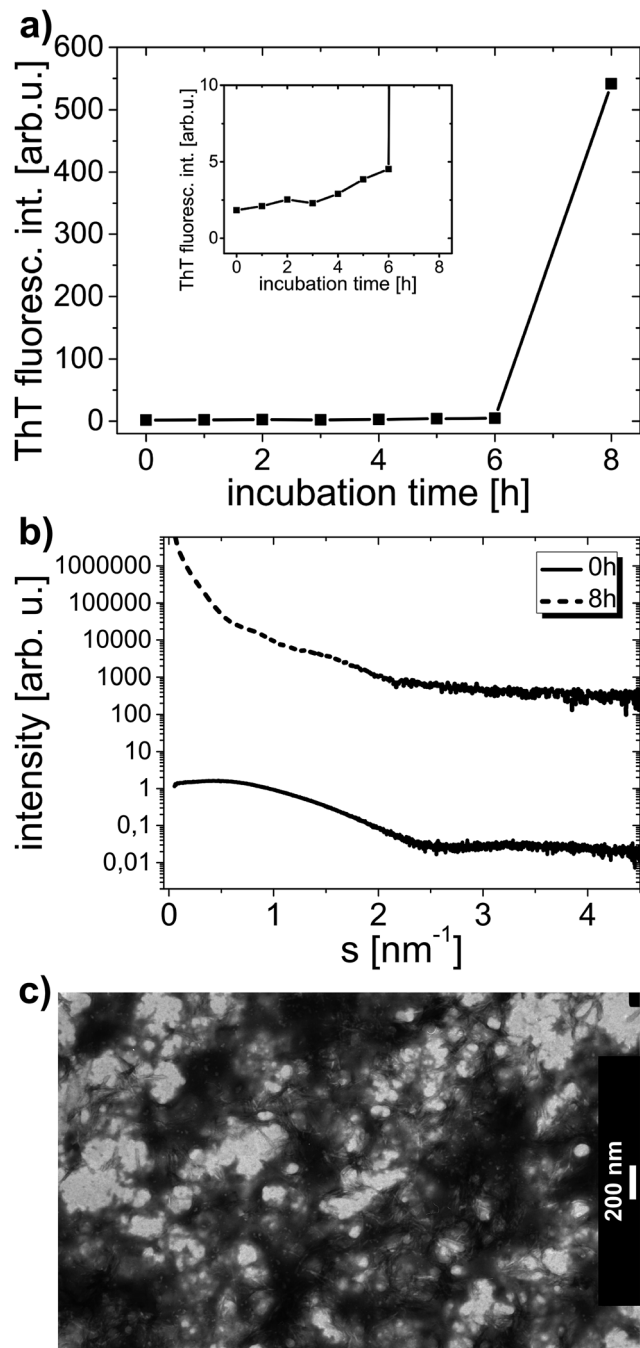 a)
600
500
400
300
200
100
0
ThT fluoresc. int. [arb.u.]
10
5
0
ThT fluoresc. int. [arb.u.]
0 2 4 6 8
incubation time [h]
0 2 4 6 8
incubation time [h]
b)
0h
8h
1000000
100000
10000
1000
100
10
1
0,1
0,01
intensity [arb. u.]
0 1 2 3 4
s [nm⁻¹]
c)
200 nm